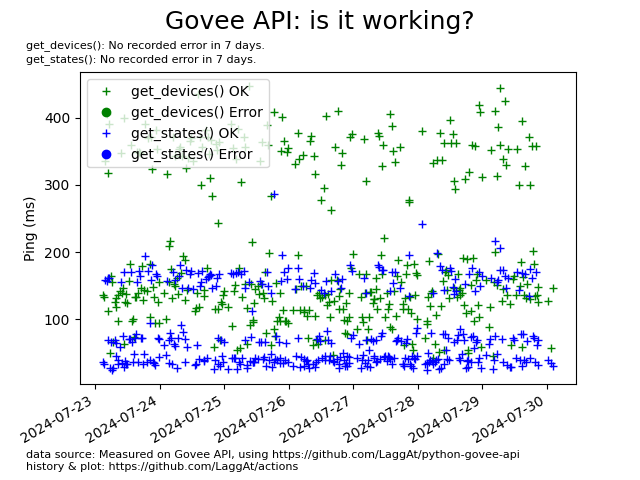 Govee API: is it working?
get_devices(): No recorded error in 7 days.
get_states(): No recorded error in 7 days.
get_devices() OK
get_devices() Error
get_states() OK
get_states() Error
Ping (ms)
400
300
200
100
2024-07-23
2024-07-24
2024-07-25
2024-07-26
2024-07-27
2024-07-28
2024-07-29
2024-07-30
data source: Measured on Govee API, using https://github.com/LaggAt/python-govee-api
history & plot: https://github.com/LaggAt/actions